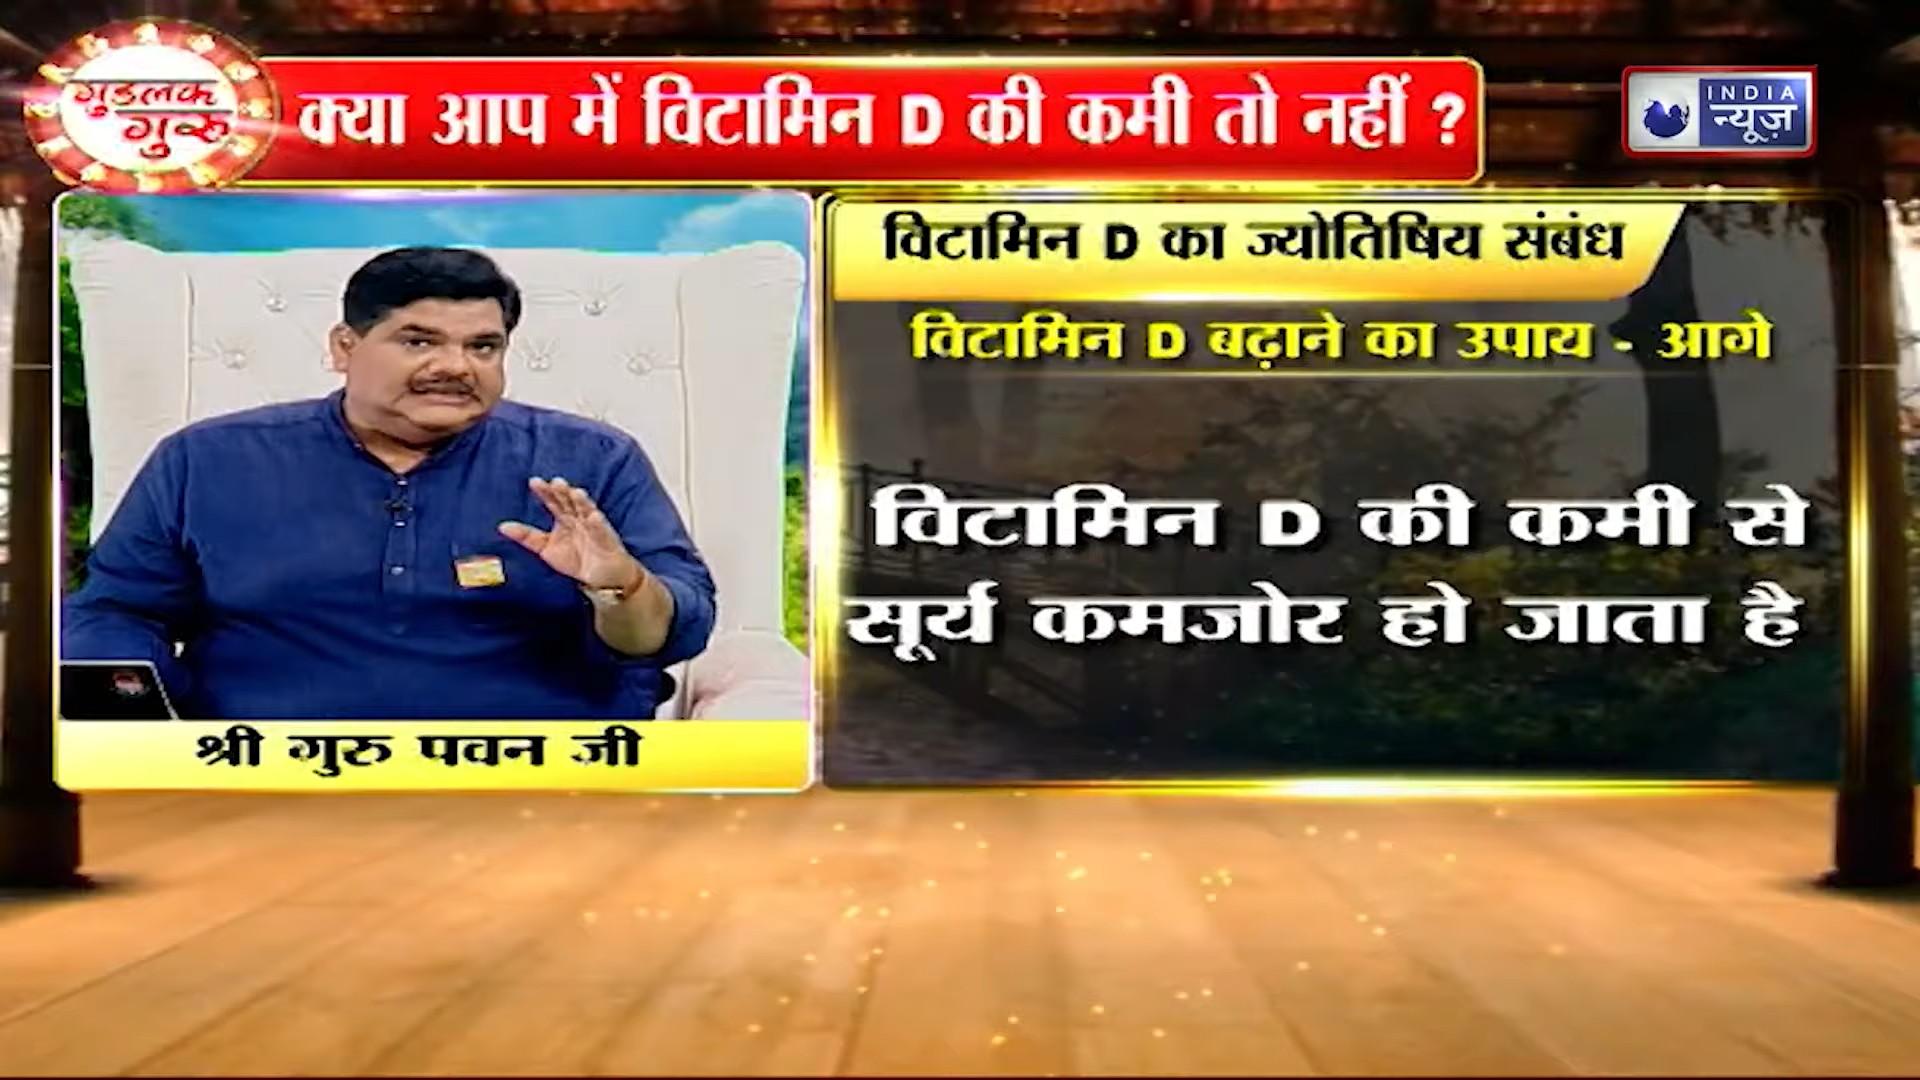 गुडलक
गुरु
क्या आप में विटामिन D की कमी तो नहीं ?
INDIA
न्यूज़
विटामिन D का ज्योतिषिय संबंध
विटामिन D बढ़ाने का उपाय - आगे
विटामिन D की कमी से
सूर्य कमजोर हो जाता है
श्री गुरु पवन जी